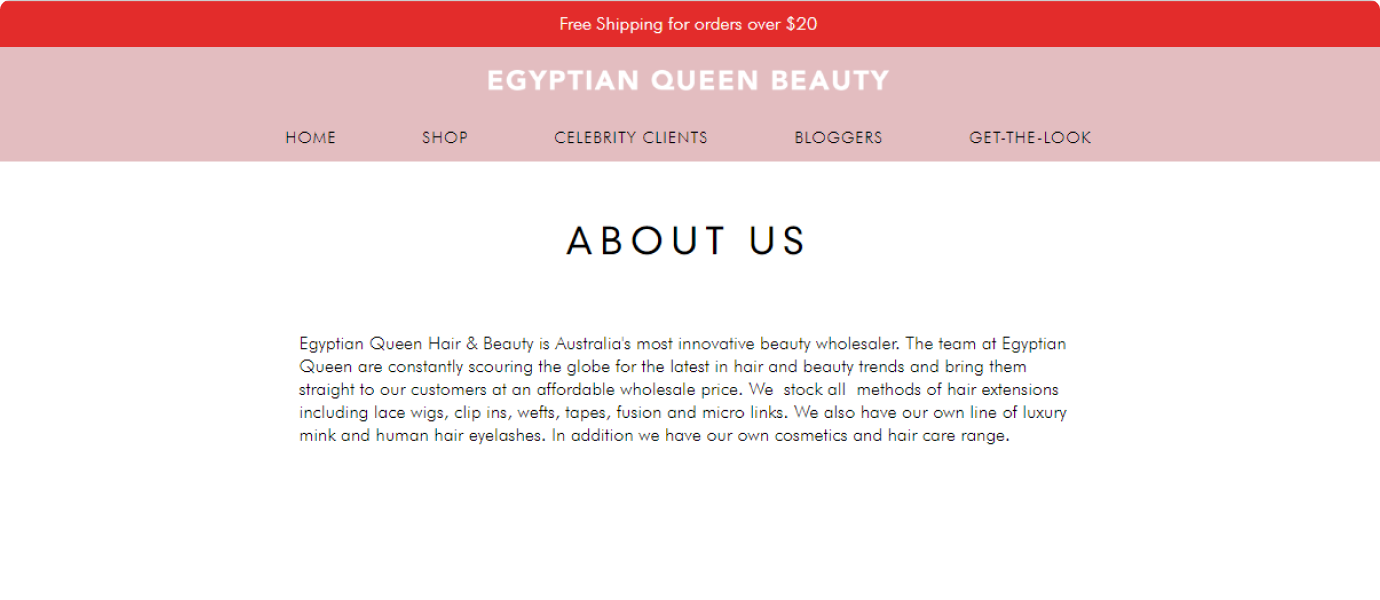 Free Shipping for orders over $20
EGYPTIAN QUEEN BEAUTY
HOME SHOP CELEBRITY CLIENTS BLOGGERS GET-THE-LOOK
ABOUT US
Egyptian Queen Hair & Beauty is Australia's most innovative beauty wholesaler. The team at Egyptian
Queen are constantly scouring the globe for the latest in hair and beauty trends and bring them
straight to our customers at an affordable wholesale price. We  stock all  methods of hair extensions
including lace wigs, clip ins, wefts, tapes, fusion and micro links. We also have our own line of luxury
mink and human hair eyelashes. In addition we have our own cosmetics and hair care range.